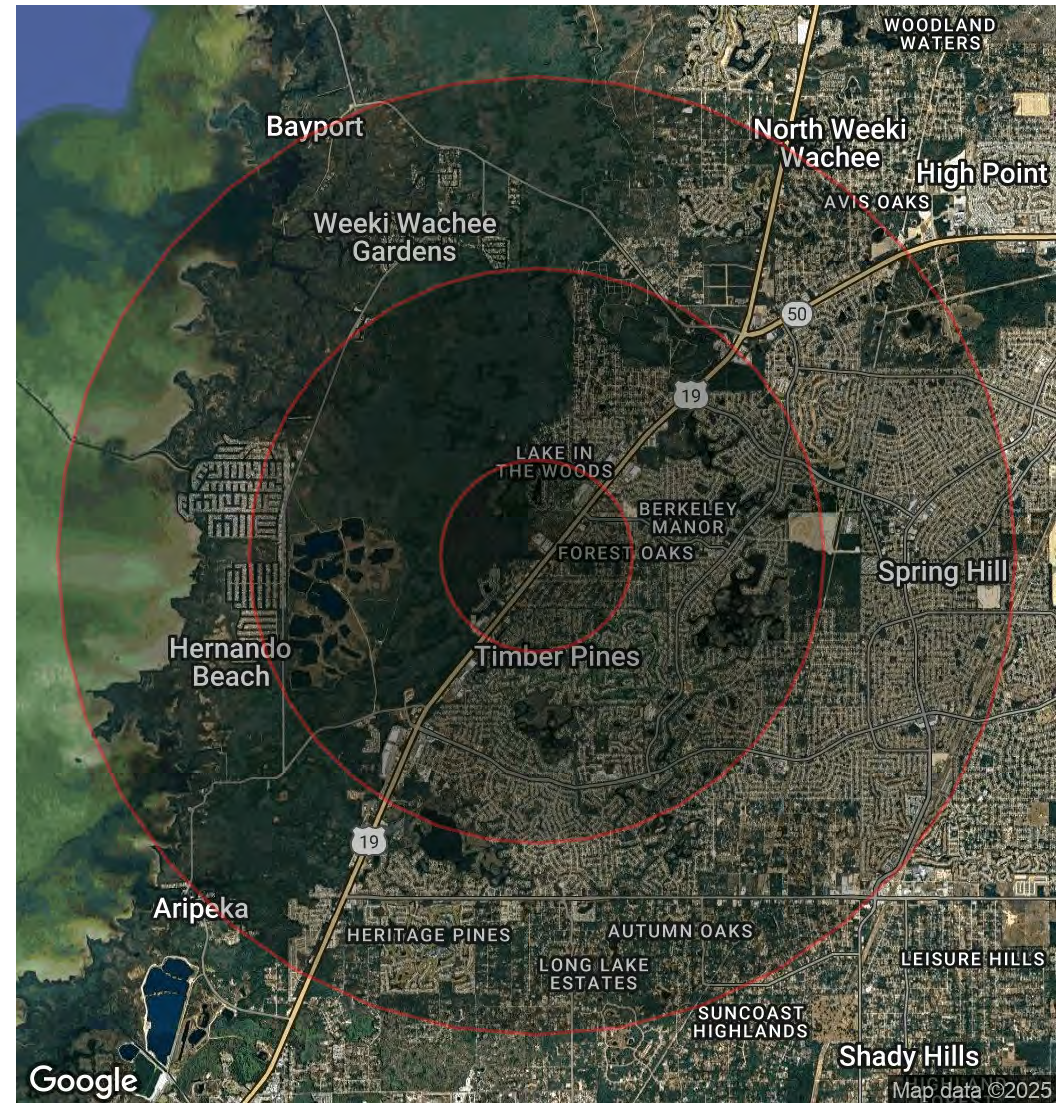 WOODLAND
WATERS
Bayport
North Weeki
Wachee
High Point
AVIS OAKS
Weeki Wachee
Gardens
50
19
LAKE IN
THE WOODS
BERKELEY
MANOR
FOREST OAKS
Spring Hill
Hernando
Beach
Timber Pines
19
Aripeka
HERITAGE PINES
AUTUMN OAKS
LONG LAKE
ESTATES
LEISURE HILLS
SUNCOAST
HIGHLANDS
Shady Hills
Google
Map data ©2025